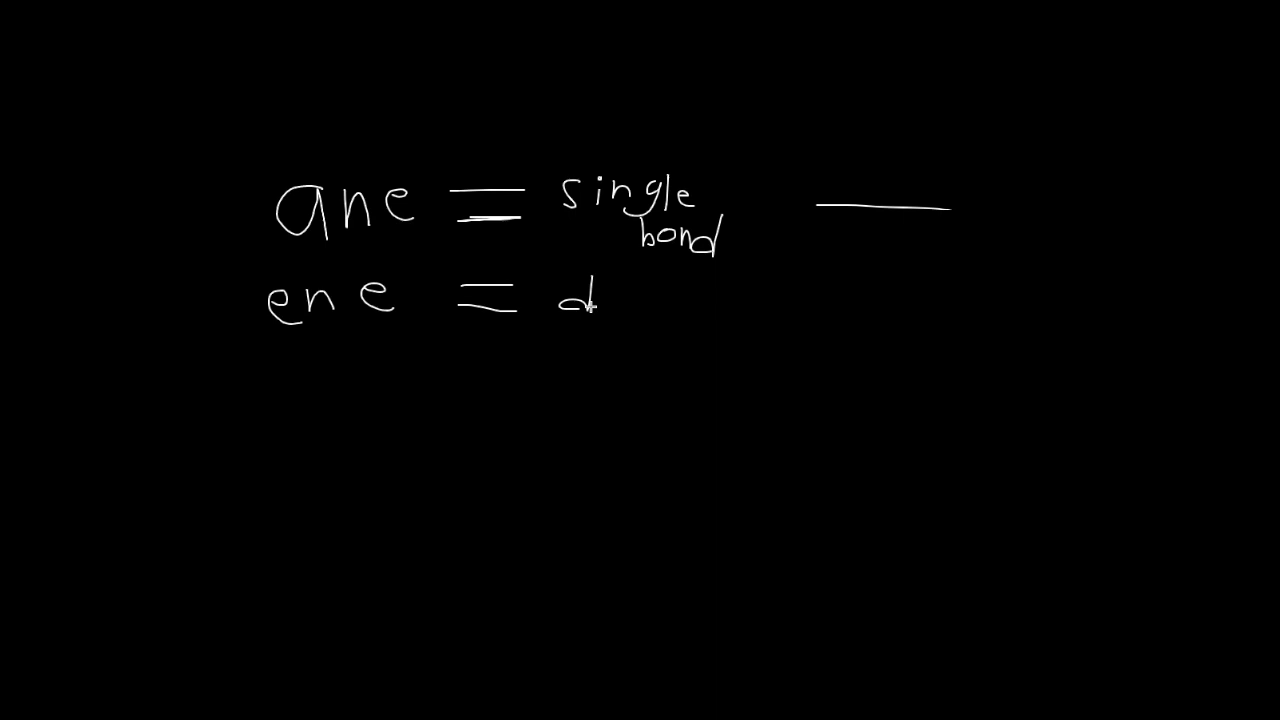 ane = single
bond
ene = d